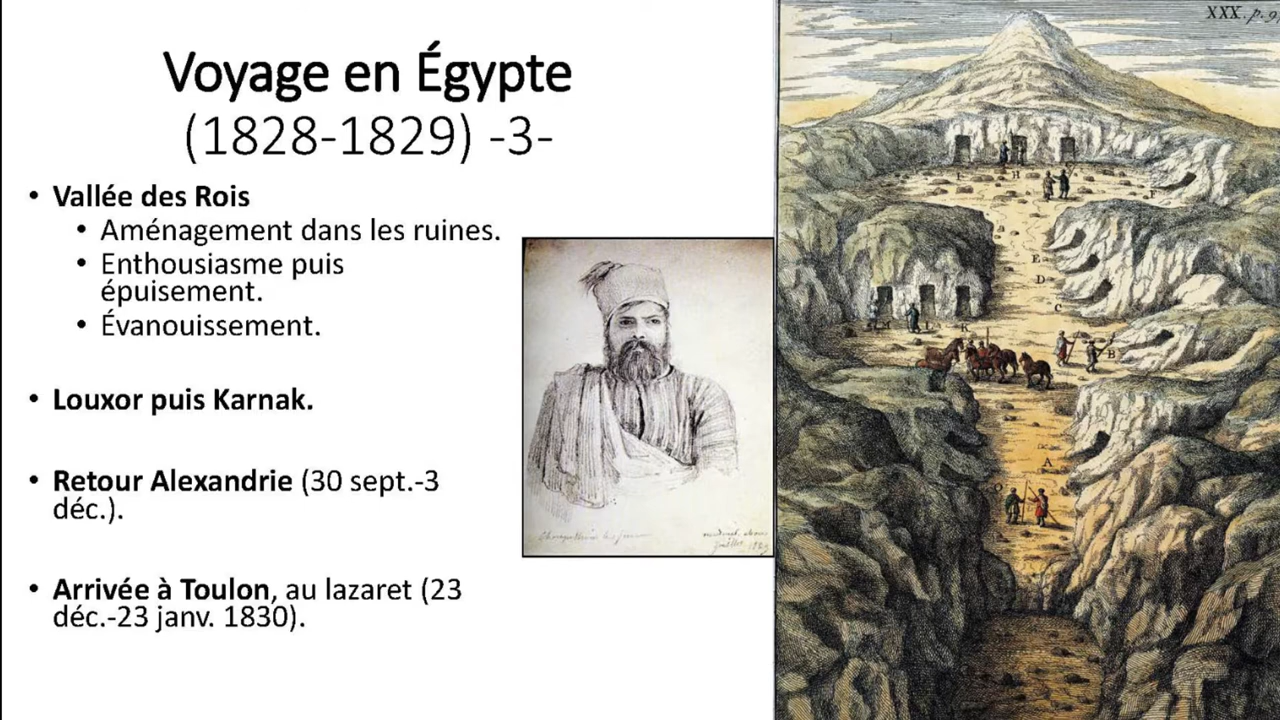 Voyage en Égypte
(1828-1829) -3-
• Vallée des Rois
• Aménagement dans les ruines.
• Enthousiasme puis
épuisement.
• Évanouissement.
• Louxor puis Karnak.
• Retour Alexandrie (30 sept.-3
déc.).
• Arrivée à Toulon, au lazaret (23
déc.-23 janv. 1830).
XXX. p. 9
H
F
E
D
C
K
B
A